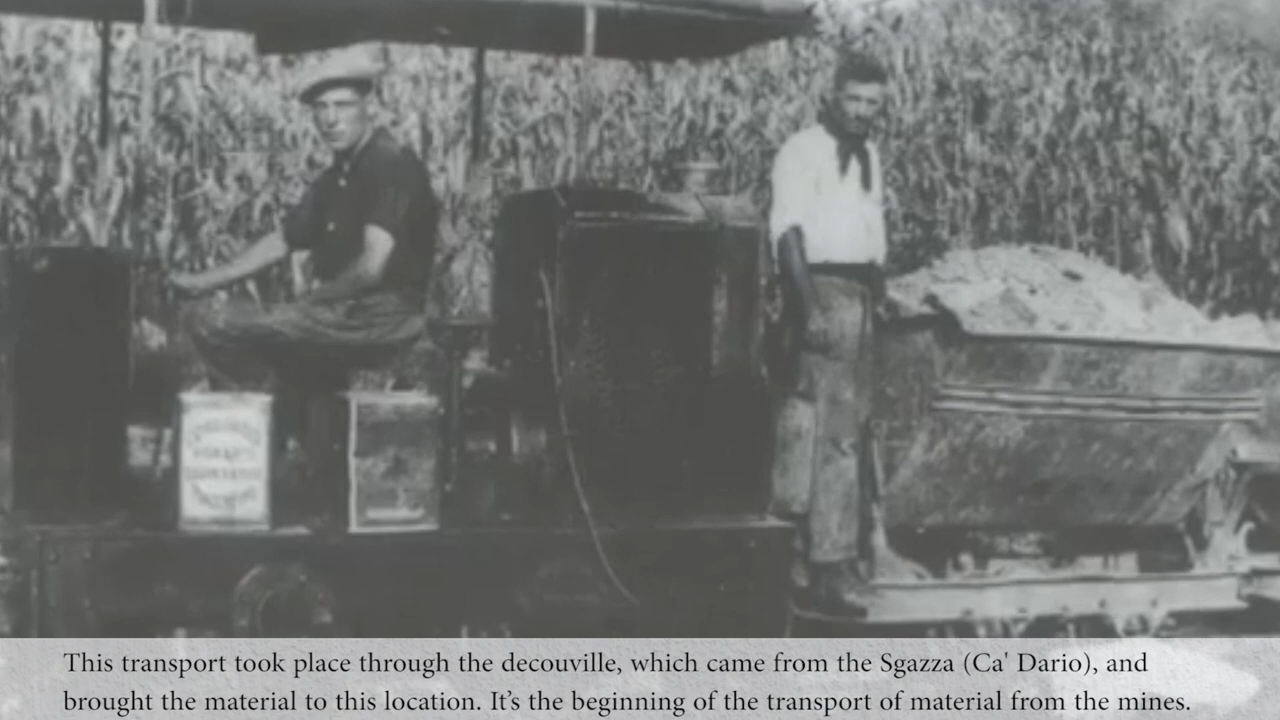 This transport took place through the decouville, which came from the Sgazza (Ca' Dario), and
brought the material to this location. It's the beginning of the transport of material from the mines.